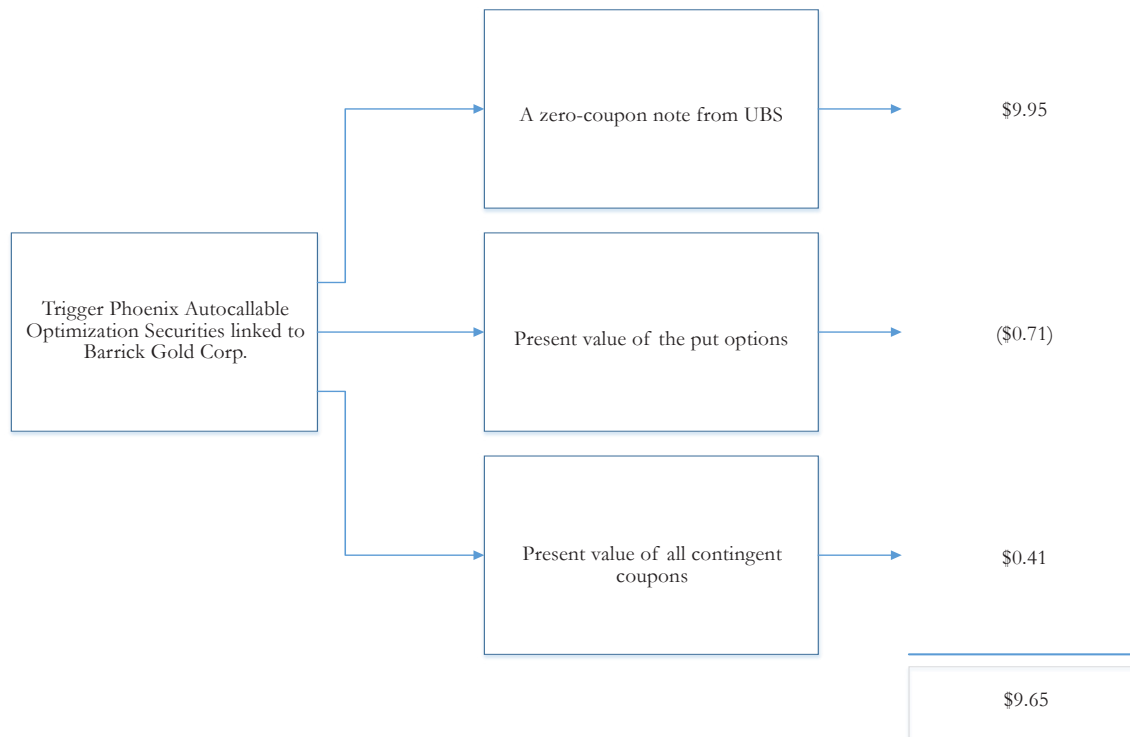 A zero-coupon note from UBS
$9.95
Trigger Phoenix Autocallable
Optimization Securities linked to
Barrick Gold Corp.
Present value of the put options
($0.71)
Present value of all contingent
coupons
$0.41
$9.65